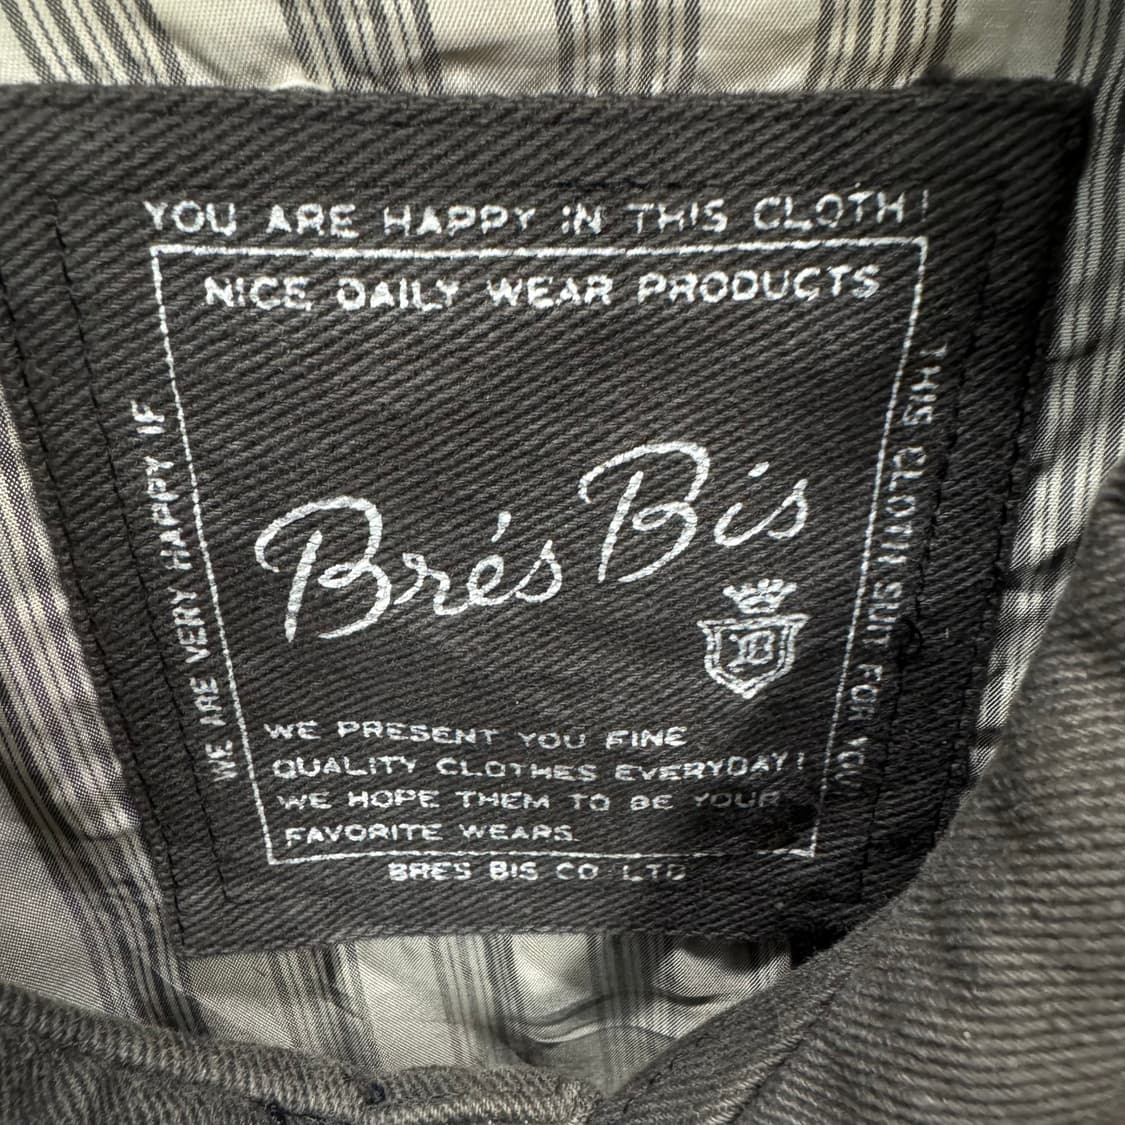 YOU ARE HAPPY IN THIS CLOTH!
NICE DAILY WEAR PRODUCTS
WE ARE VERY HAPPY IF
THIS CLOTH SUIT FOR YOU
Brés Bis
B
WE PRESENT YOU FINE
QUALITY CLOTHES EVERYDAY!
WE HOPE THEM TO BE YOUR
FAVORITE WEARS.
BRES BIS CO LTD